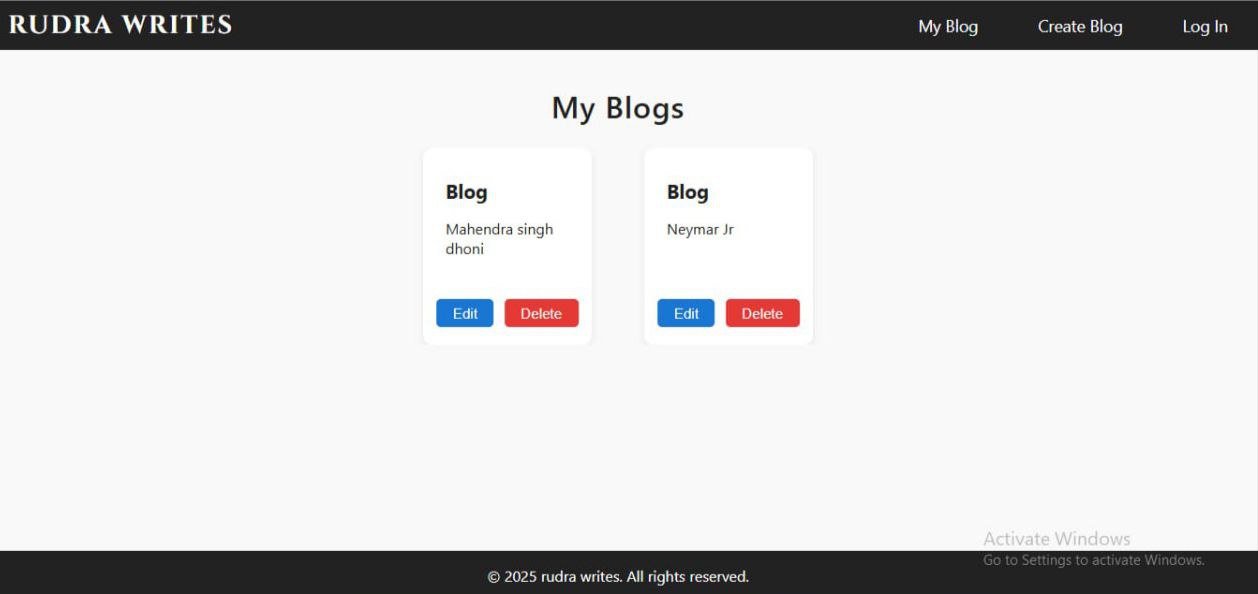 RUDRA WRITES
My Blog
Create Blog
Log In
My Blogs
Blog
Mahendra singh
dhoni
Edit
Delete
Blog
Neymar Jr
Edit
Delete
Activate Windows
Go to Settings to activate Windows.
© 2025 rudra writes. All rights reserved.